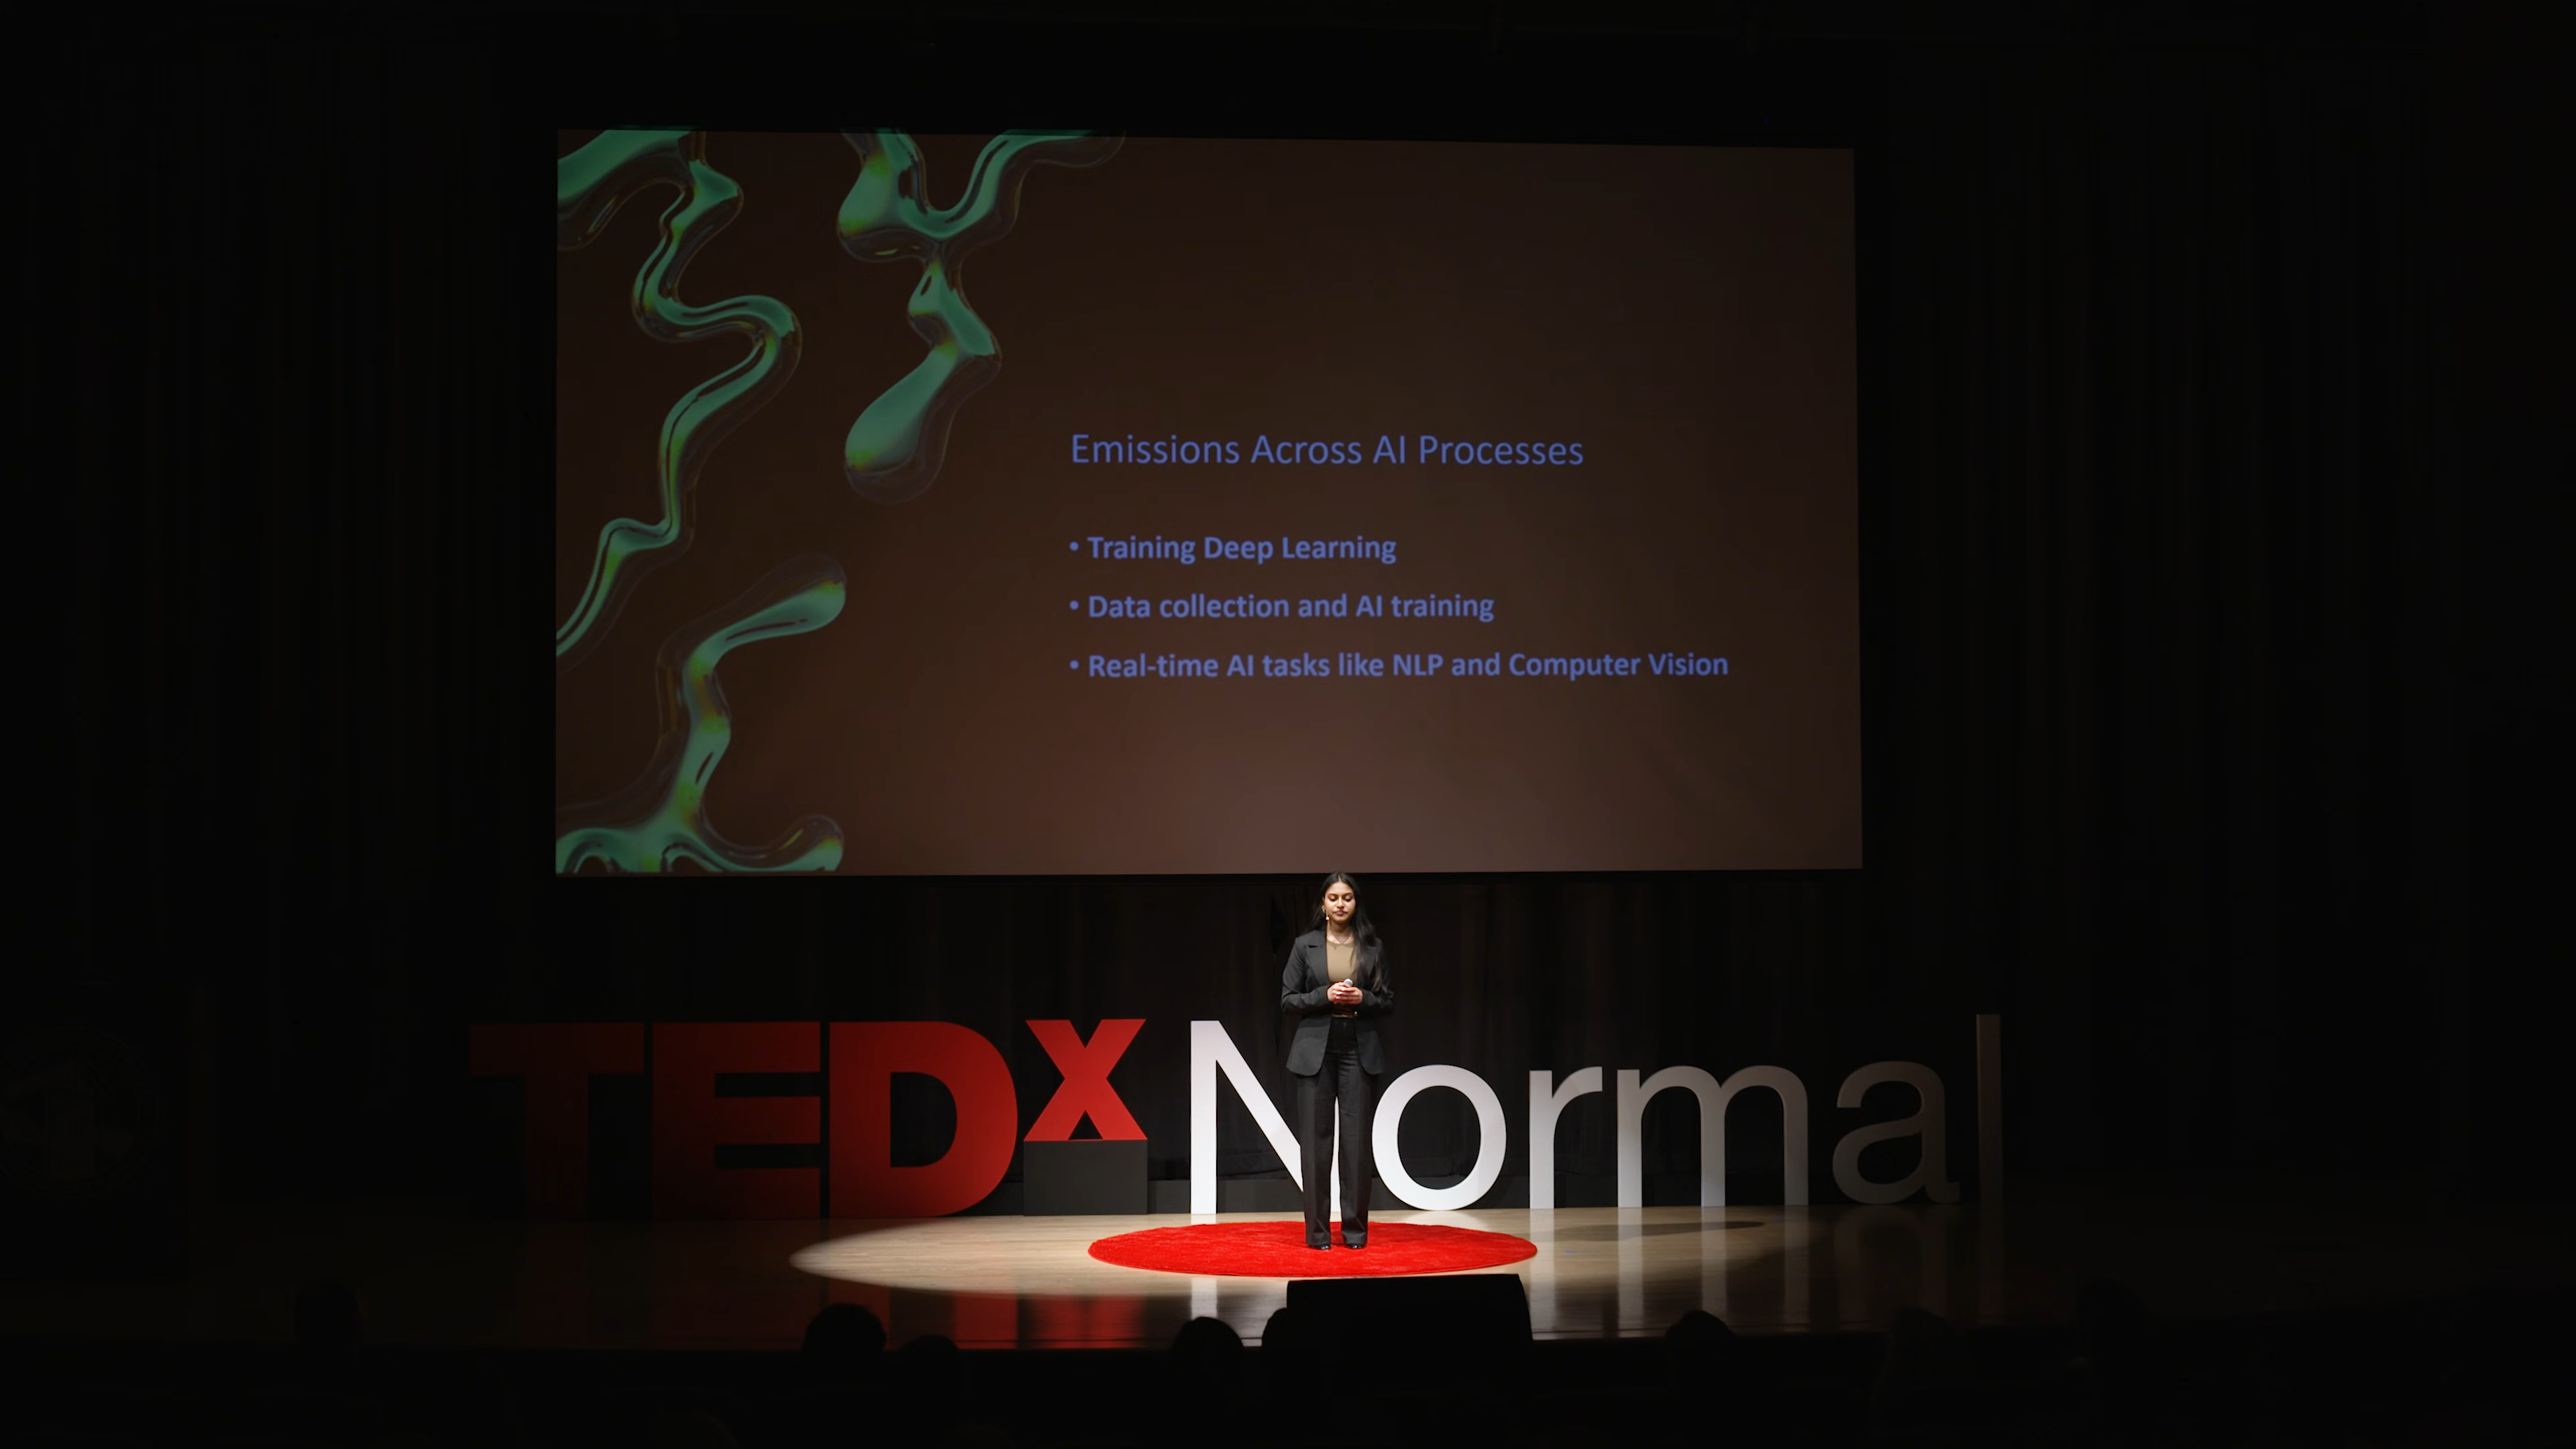 Emissions Across AI Processes
• Training Deep Learning
• Data collection and AI training
• Real-time AI tasks like NLP and Computer Vision
TEDx Normal